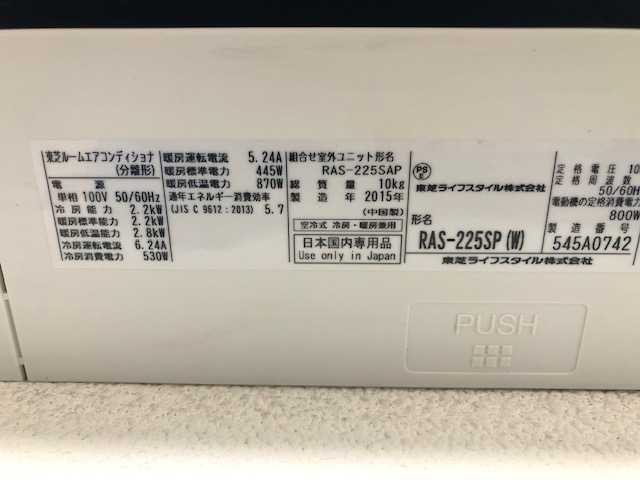 東芝ルームエアコンディショナ
(分離形)
電源
単相 100V 50/60Hz
冷房能力 2.2kW
暖房標準能力 2.2kW
暖房低温能力 2.8kW
冷房運転電流 6.24A
冷房消費電力 530W
暖房運転電流 5.24A
暖房標準電力 445W
暖房低温電力 870W
通年エネルギー消費効率
(JIS C 9612:2013) 5.7
組合せ室外ユニット形名
RAS-225SAP
総質量 10kg
製造年 2015年
(中国製)
空冷式 冷房・暖房兼用
日本国内専用品
Use only in Japan
PS
東芝ライフスタイル株式会社
形名
RAS-225SP(W)
東芝ライフスタイル株式会社
定格電圧 10
定格周波数
50/60H
電動機の定格消費電力
800W
製造番号
545A0742
PUSH